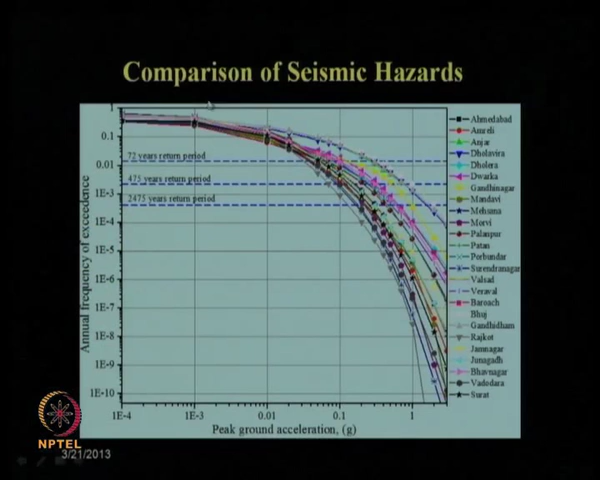 Comparison of Seismic Hazards
1
0.1
0.01
1E-3
1E-4
1E-5
1E-6
1E-7
1E-8
1E-9
1E-10
Annual frequency of exceedence
72 years return period
475 years return period
2475 years return period
1E-4
1E-3
0.01
0.1
1
Peak ground acceleration, (g)
Ahmedabad
Amreli
Anjar
Dholavira
Dholera
Dwarka
Gandhinagar
Mandavi
Mehsana
Morvi
Palanpur
Patan
Porbandar
Surendranagar
Valsad
Veraval
Baroach
Bhuj
Gandhidham
Rajkot
Jamnagar
Junagadh
Bhavnagar
Vadodara
Surat
NPTEL
3/21/2013